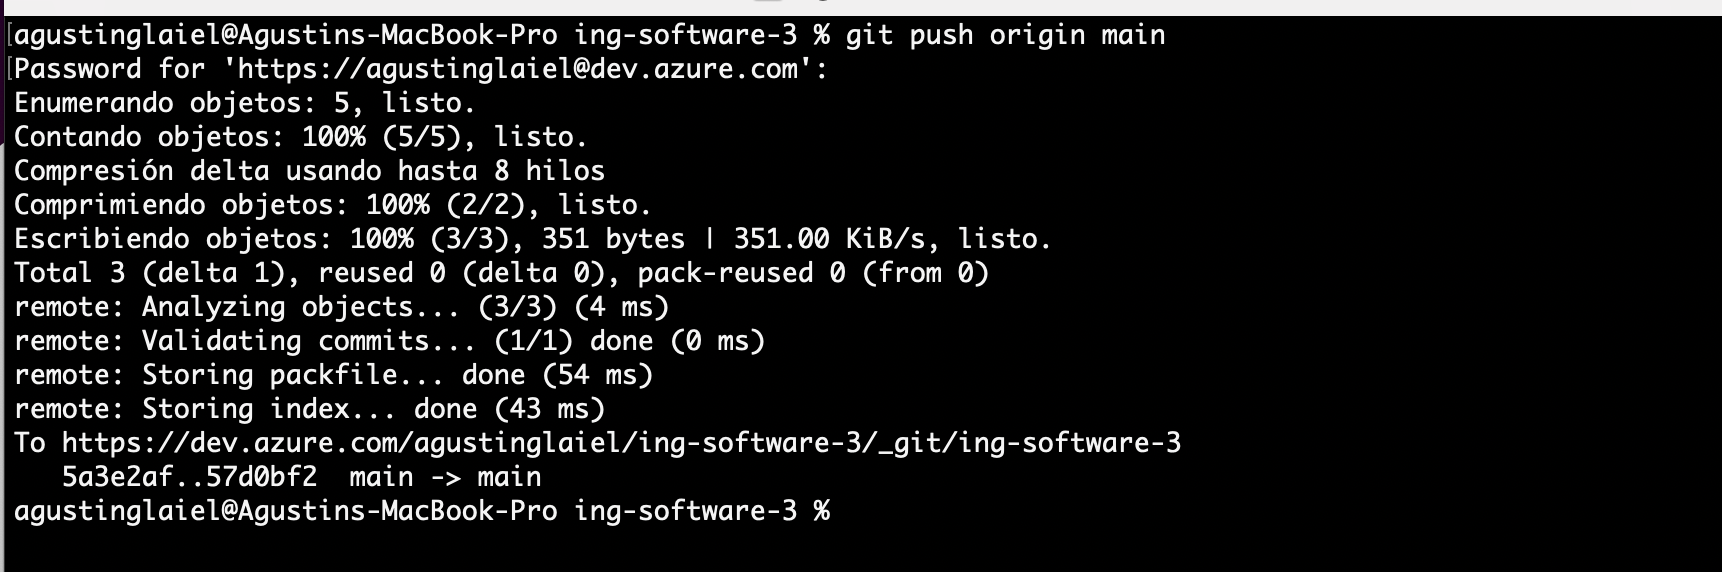 [agustinglaiel@Agustins-MacBook-Pro ing-software-3 % git push origin main
[Password for 'https://agustinglaiel@dev.azure.com':
Enumerando objetos: 5, listo.
Contando objetos: 100% (5/5), listo.
Compresión delta usando hasta 8 hilos
Comprimiendo objetos: 100% (2/2), listo.
Escribiendo objetos: 100% (3/3), 351 bytes | 351.00 KiB/s, listo.
Total 3 (delta 1), reused 0 (delta 0), pack-reused 0 (from 0)
remote: Analyzing objects... (3/3) (4 ms)
remote: Validating commits... (1/1) done (0 ms)
remote: Storing packfile... done (54 ms)
remote: Storing index... done (43 ms)
To https://dev.azure.com/agustinglaiel/ing-software-3/_git/ing-software-3
   5a3e2af..57d0bf2  main -> main
agustinglaiel@Agustins-MacBook-Pro ing-software-3 %